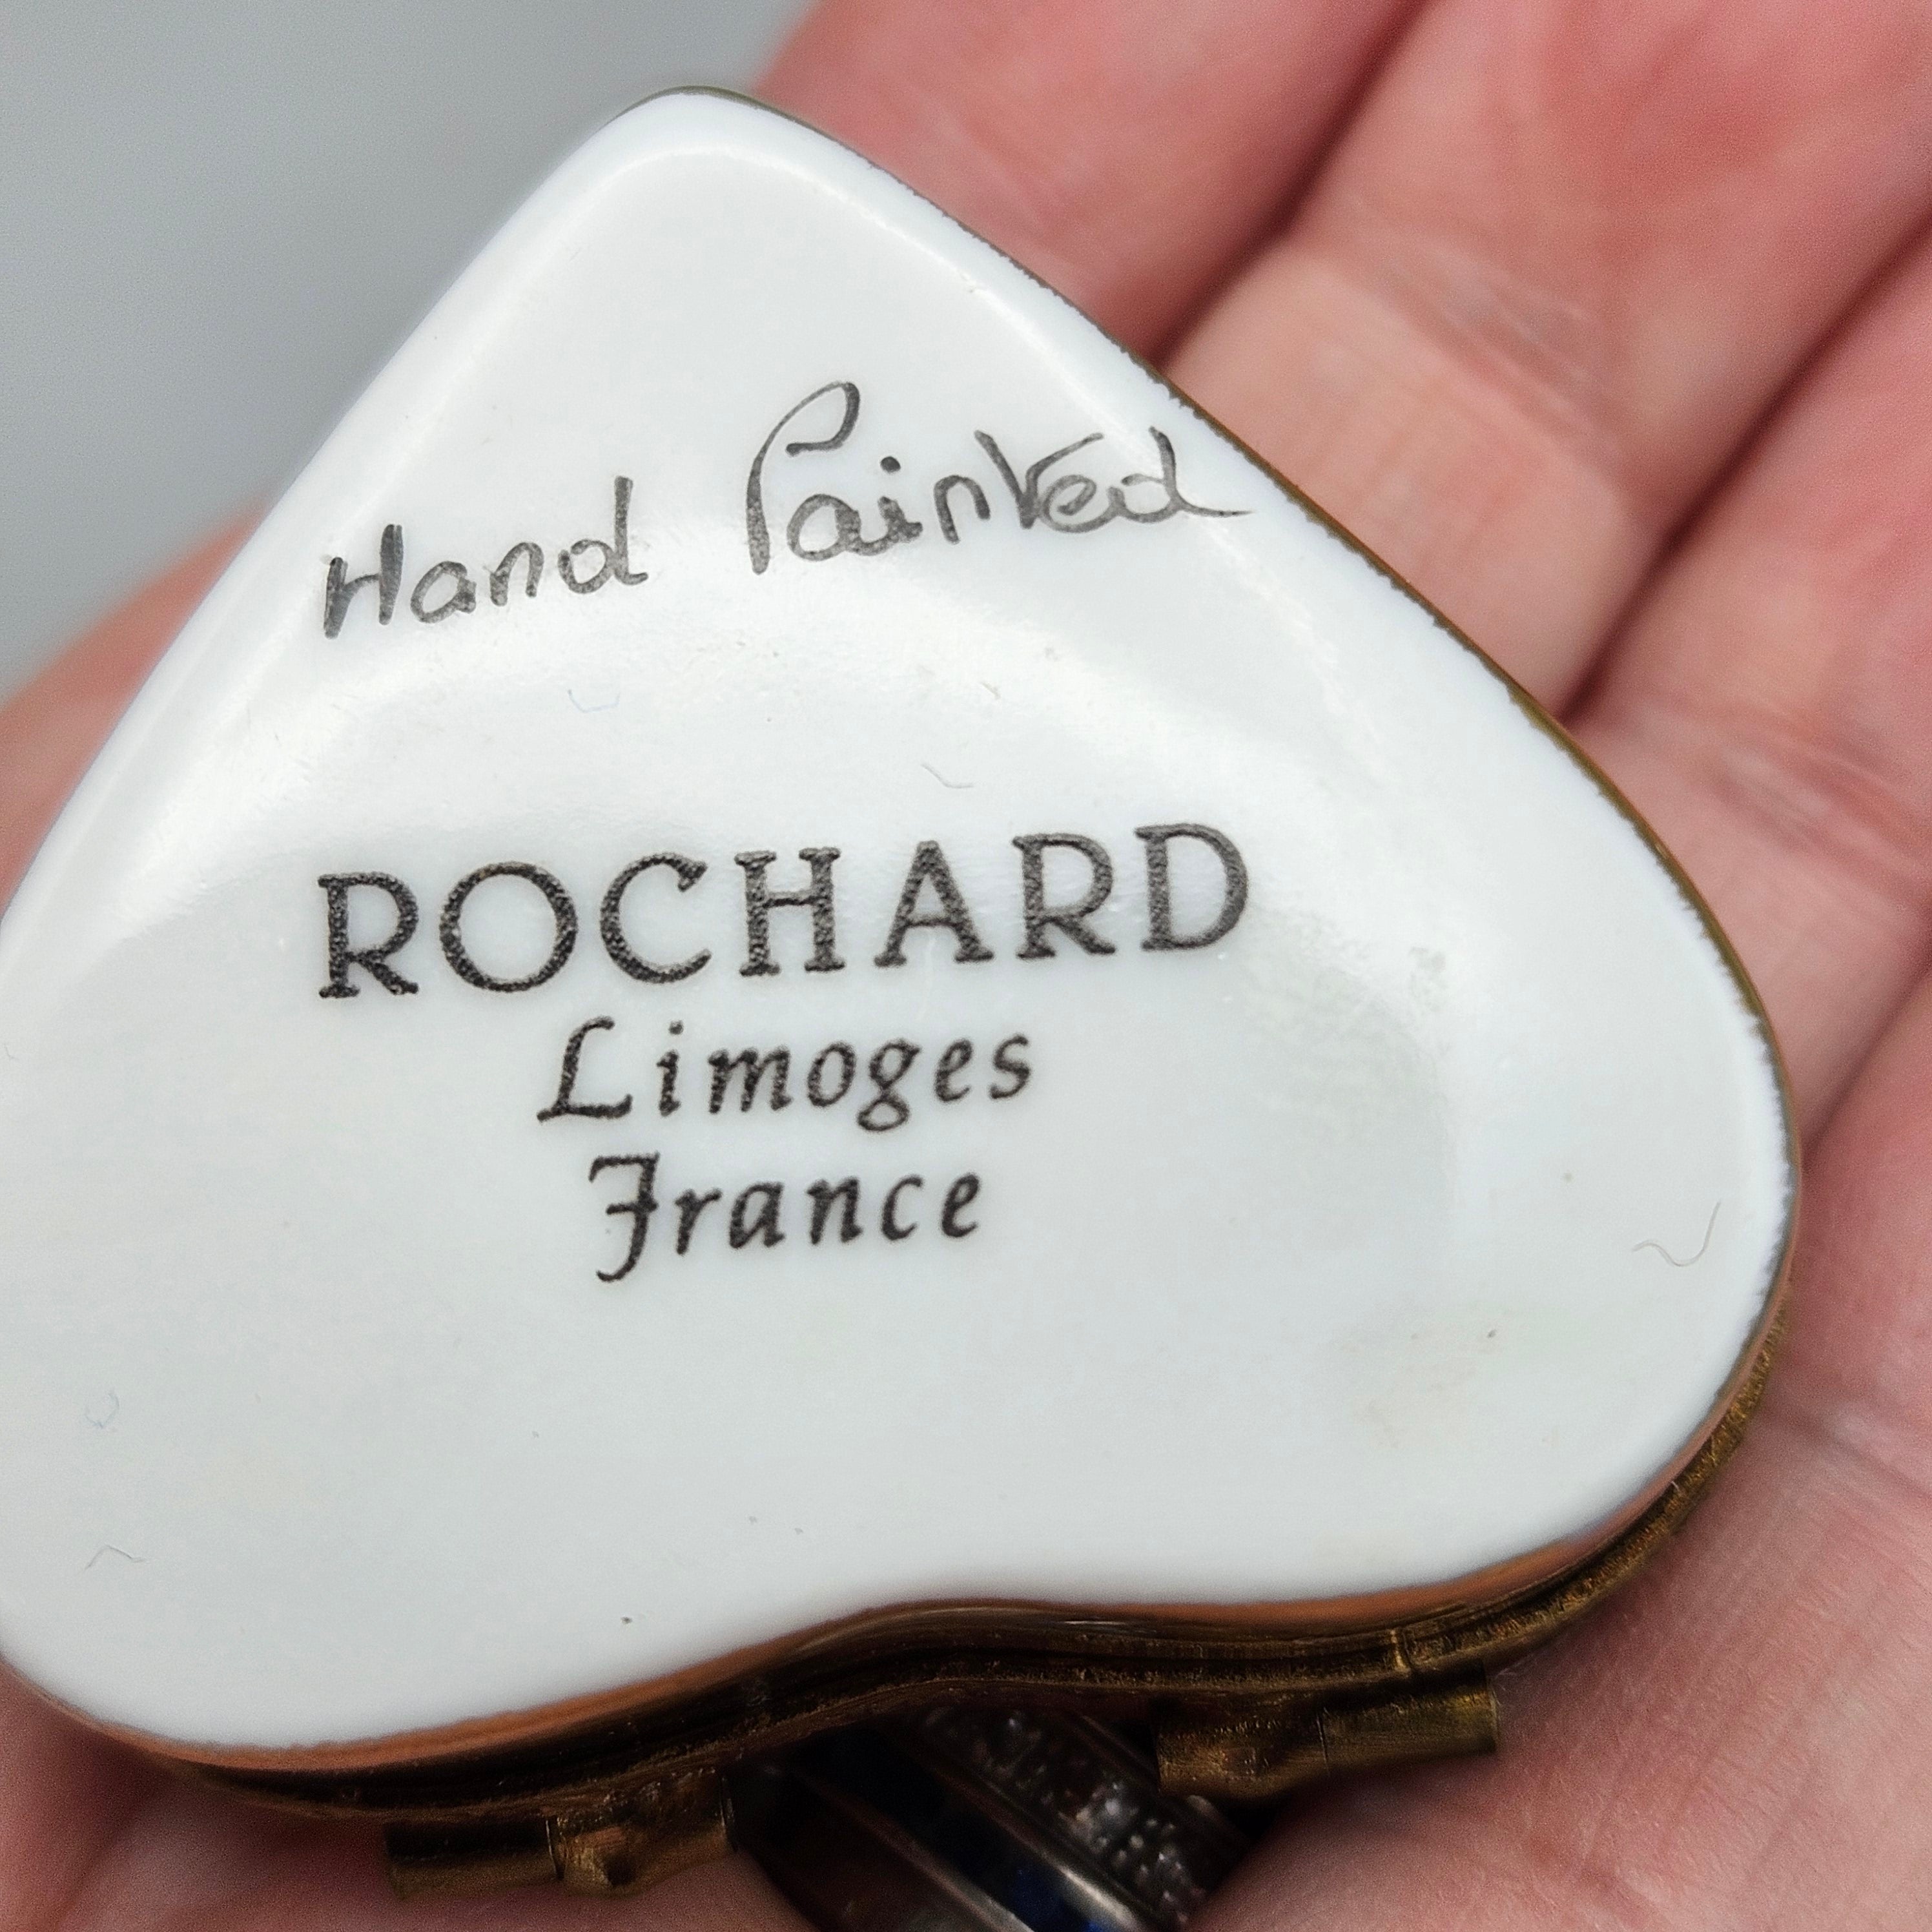 Hand Painted
ROCHARD
Limoges
France